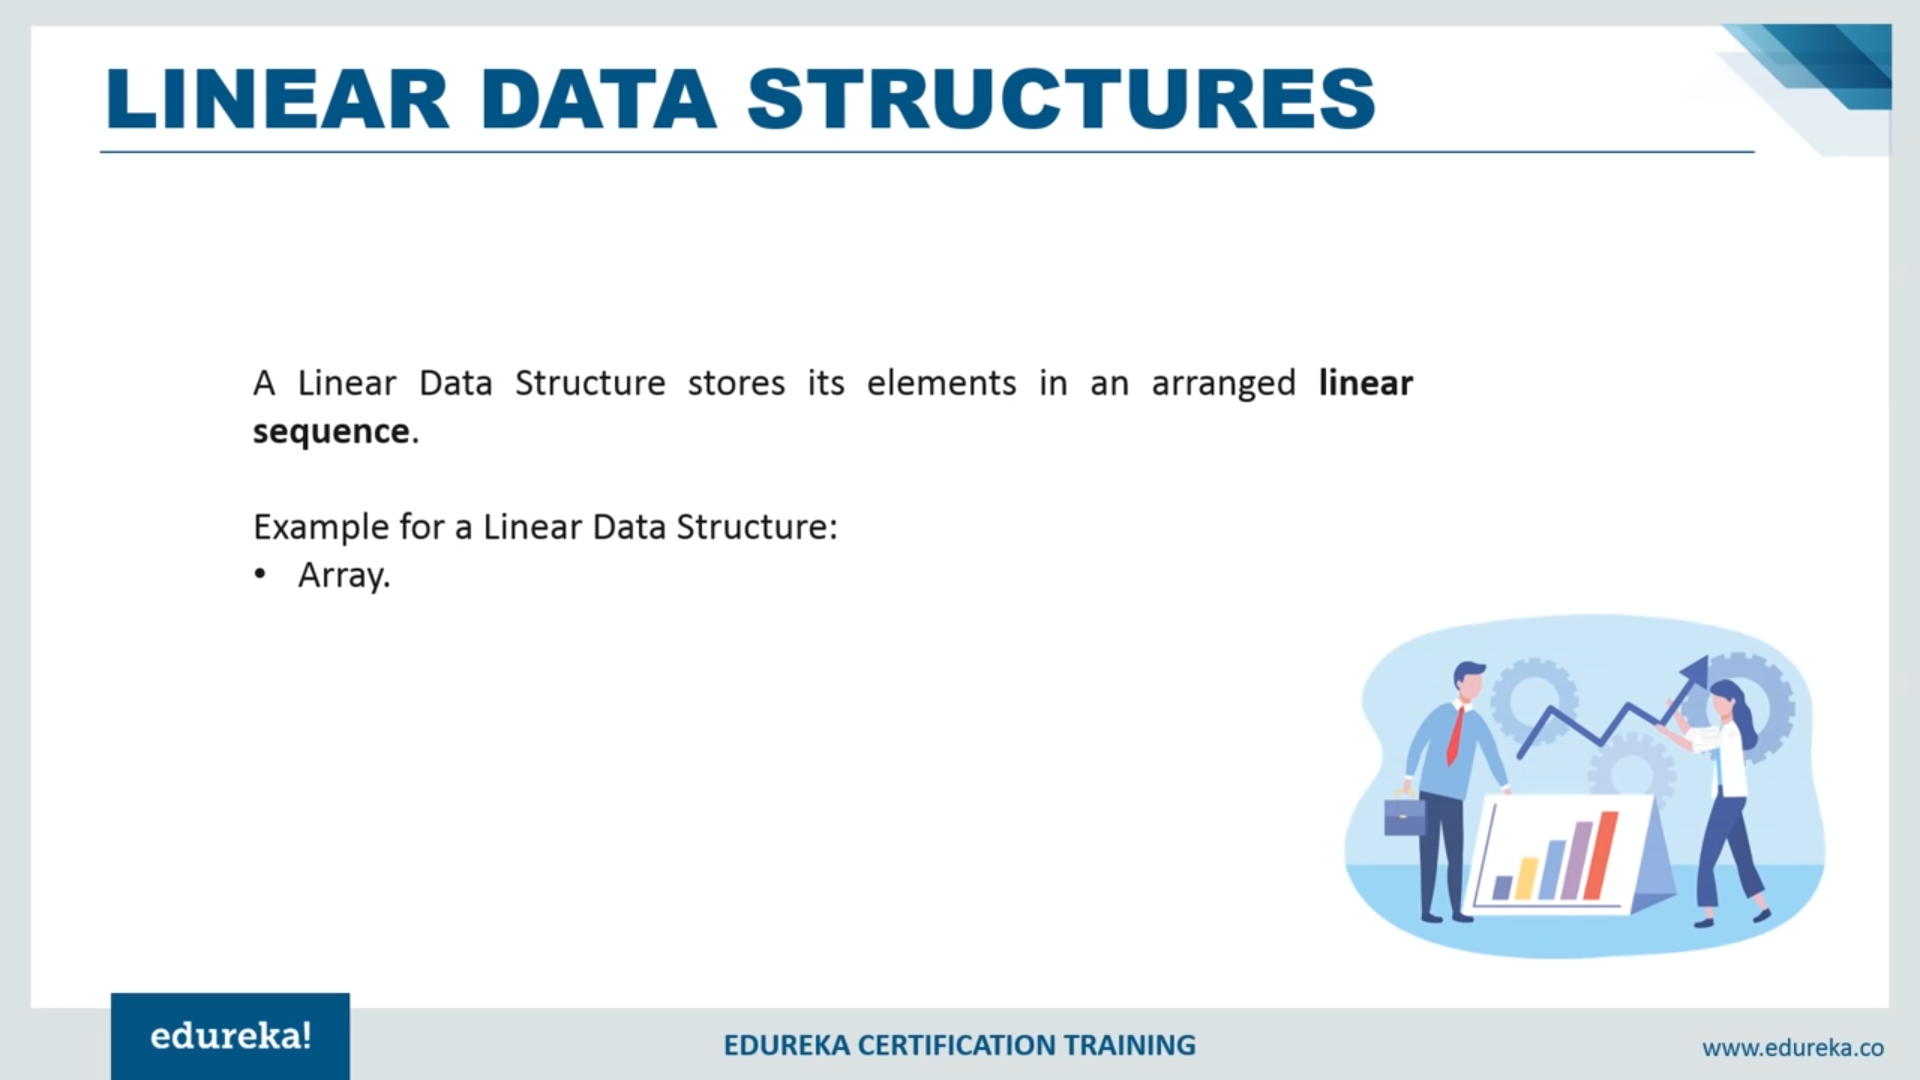 LINEAR DATA STRUCTURES
A Linear Data Structure stores its elements in an arranged linear
sequence.
Example for a Linear Data Structure:
• Array.
edureka!
EDUREKA CERTIFICATION TRAINING
www.edureka.co